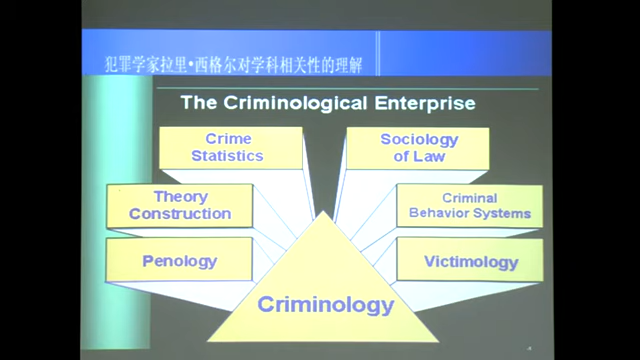 犯罪学家拉里•西格尔对学科相关性的理解
The Criminological Enterprise
Crime
Statistics
Sociology
of Law
Theory
Construction
Criminal
Behavior Systems
Penology
Victimology
Criminology